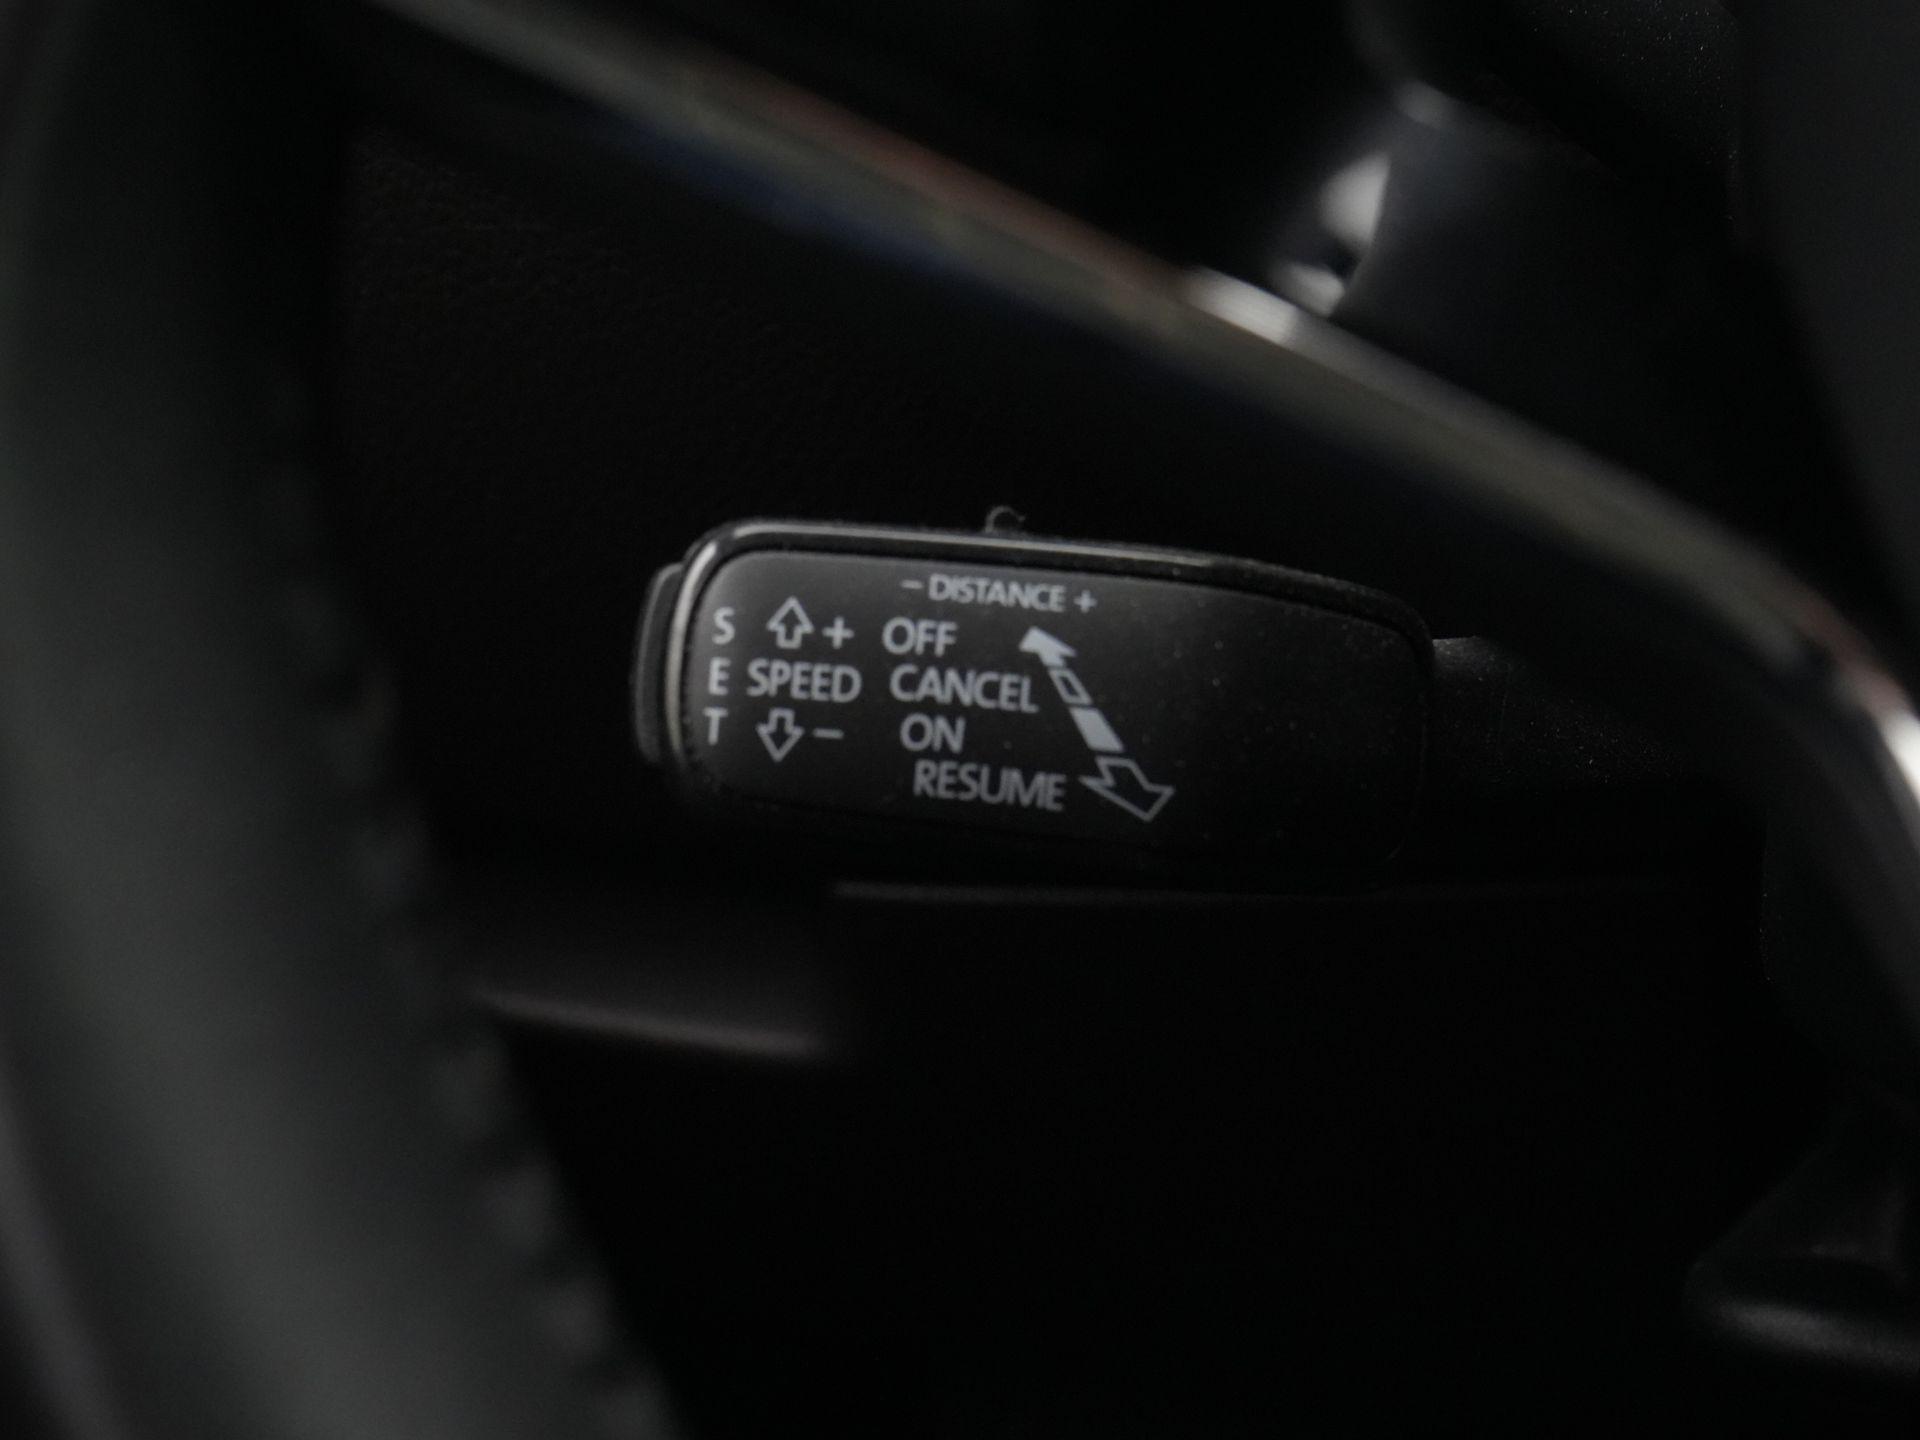 - DISTANCE +
S + OFF
E SPEED CANCEL
T - ON
RESUME